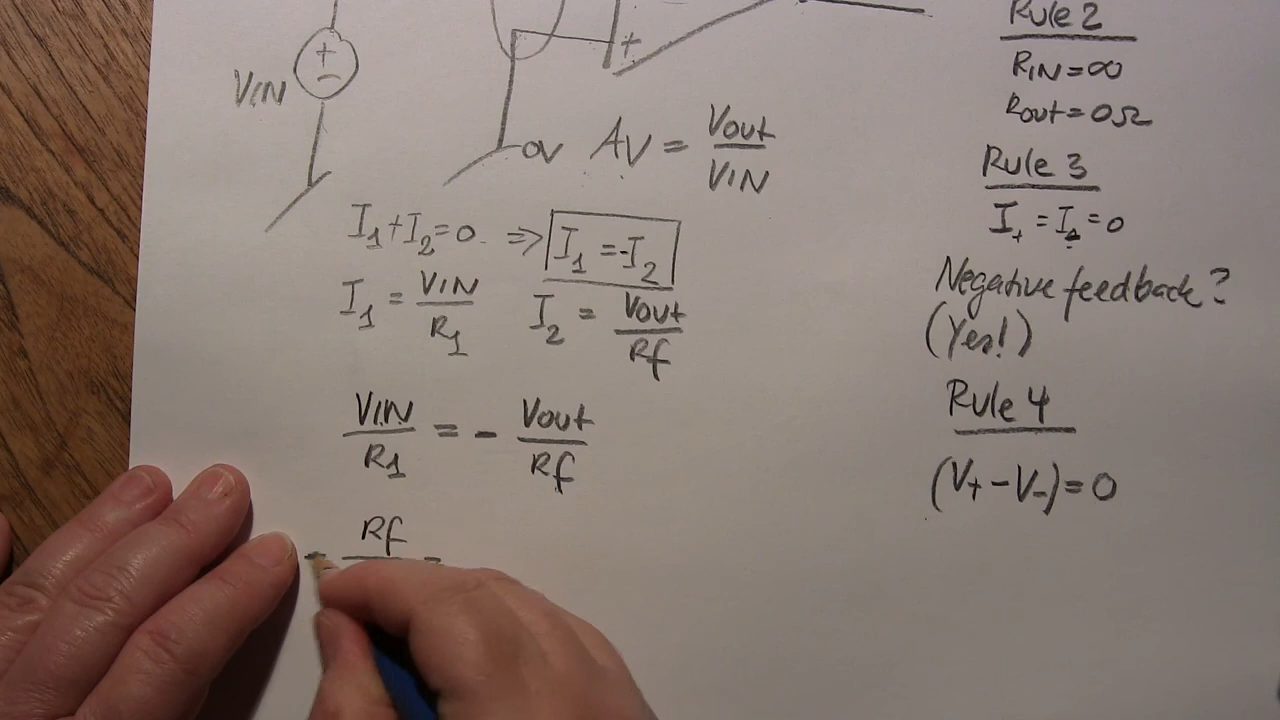 +
−
VIN
+
0V
AV = Vout / VIN
I1+I2=0 ⇒ I1 =-I2
I1 = VIN / R1
I2 = Vout / Rf
VIN / R1 = - Vout / Rf
- Rf =
Rule 2
RIN=∞
Rout=0Ω
Rule 3
I+ = I- =0
Negative feedback?
(Yes!)
Rule 4
(V+-V-)=0